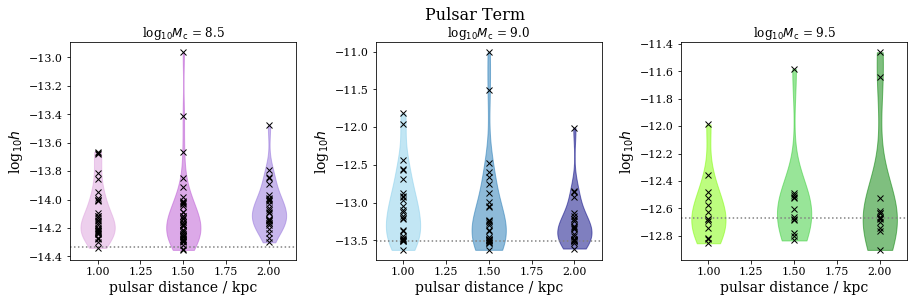 Pulsar Term
log₁₀M_c = 8.5
log₁₀M_c = 9.0
log₁₀M_c = 9.5
log₁₀h
−13.0
−13.2
−13.4
−13.6
−13.8
−14.0
−14.2
−14.4
1.00 1.25 1.50 1.75 2.00
pulsar distance / kpc
log₁₀h
−11.0
−11.5
−12.0
−12.5
−13.0
−13.5
1.00 1.25 1.50 1.75 2.00
pulsar distance / kpc
log₁₀h
−11.4
−11.6
−11.8
−12.0
−12.2
−12.4
−12.6
−12.8
1.00 1.25 1.50 1.75 2.00
pulsar distance / kpc